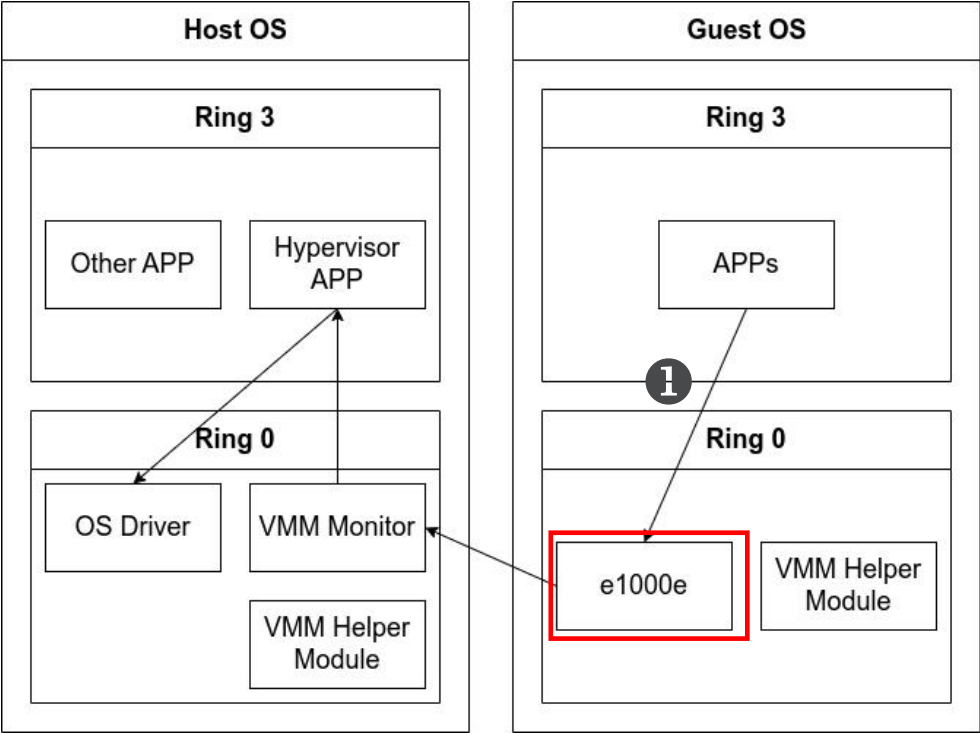 Host OS
Ring 3
Other APP
Hypervisor
APP
Ring 0
OS Driver
VMM Monitor
VMM Helper
Module
Guest OS
Ring 3
APPs
1
Ring 0
e1000e
VMM Helper
Module